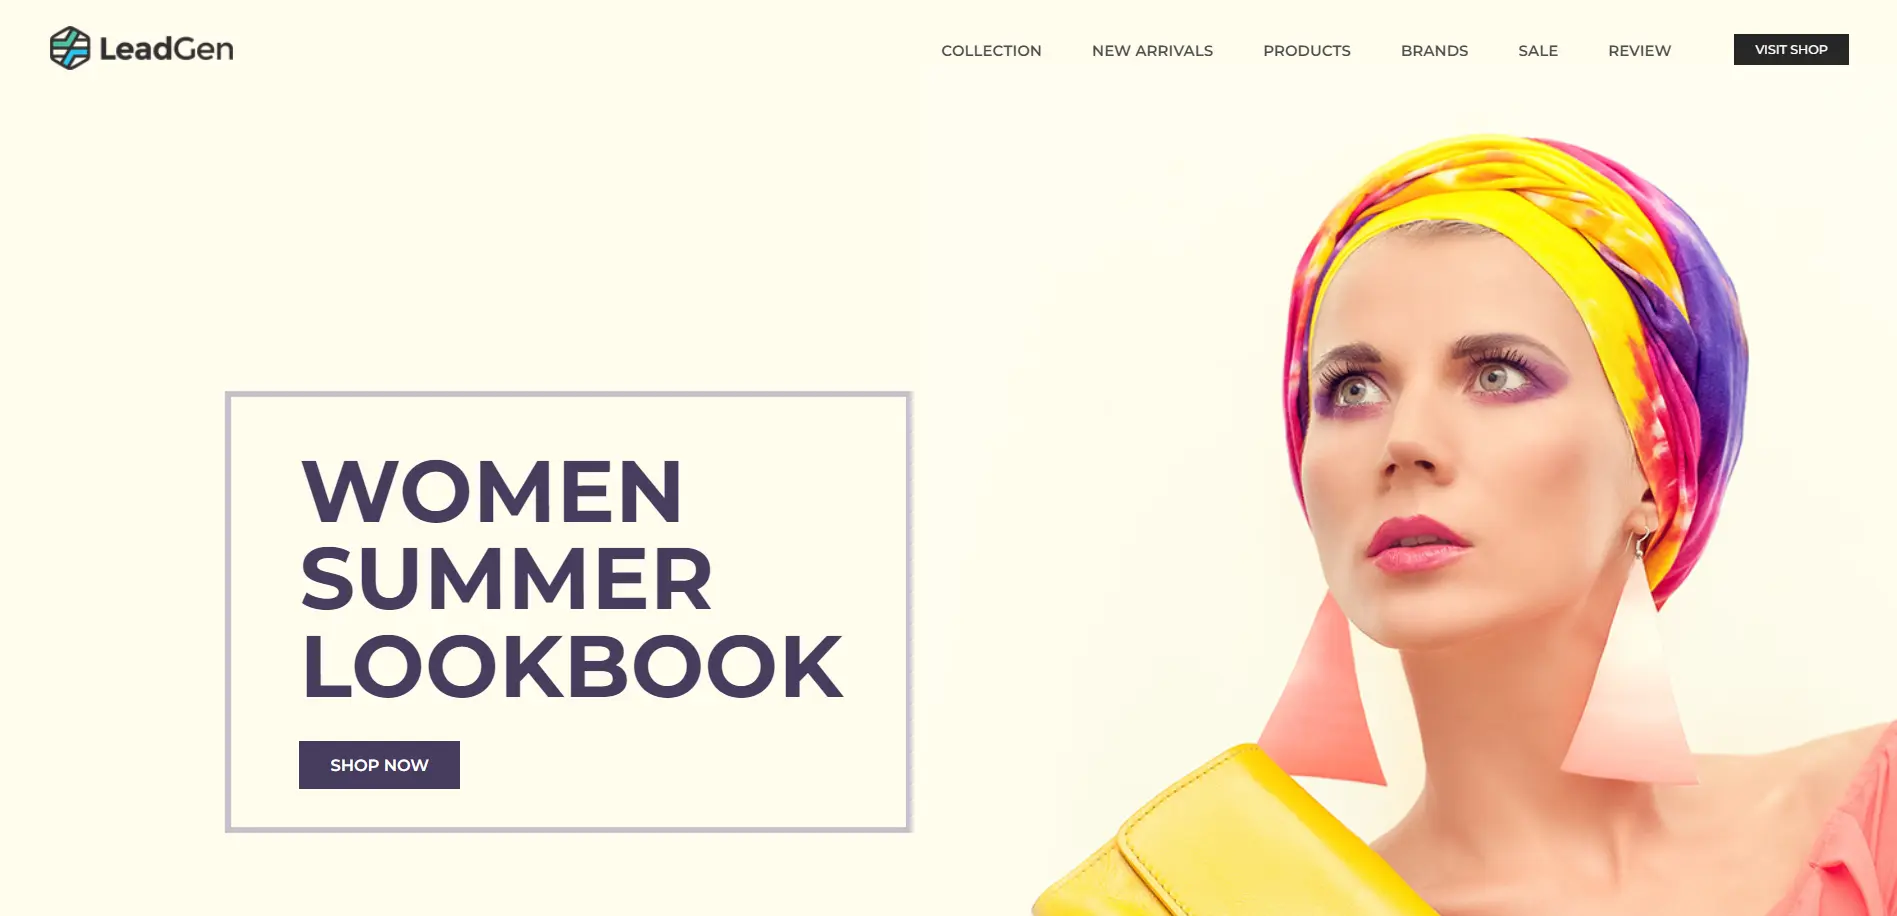 LeadGen
COLLECTION
NEW ARRIVALS
PRODUCTS
BRANDS
SALE
REVIEW
VISIT SHOP
WOMEN
SUMMER
LOOKBOOK
SHOP NOW